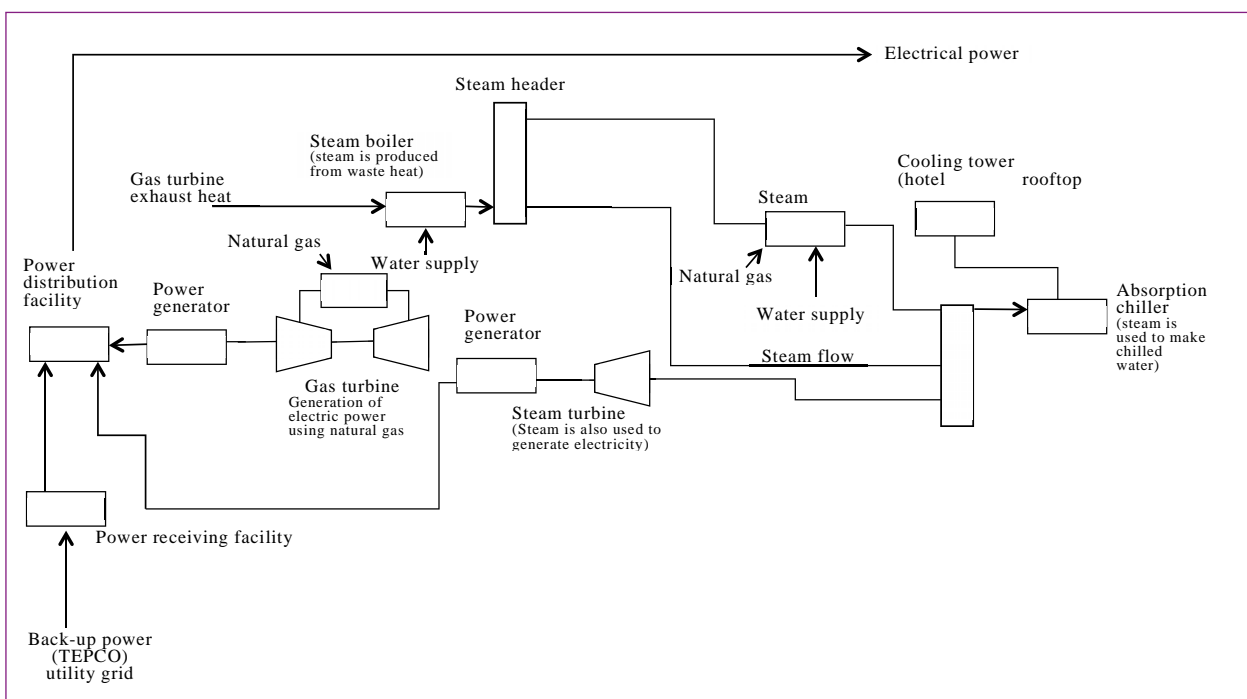 Electrical power
Steam header
Steam boiler
(steam is produced
from waste heat)
Gas turbine
exhaust heat
Cooling tower
(hotel rooftop
Steam
Natural gas
Water supply
Natural gas
Water supply
Power
distribution
facility
Power
generator
Power
generator
Absorption
chiller
(steam is
used to make
chilled
water)
Steam flow
Gas turbine
Generation of
electric power
using natural gas
Steam turbine
(Steam is also used to
generate electricity)
Power receiving facility
Back-up power
(TEPCO)
utility grid